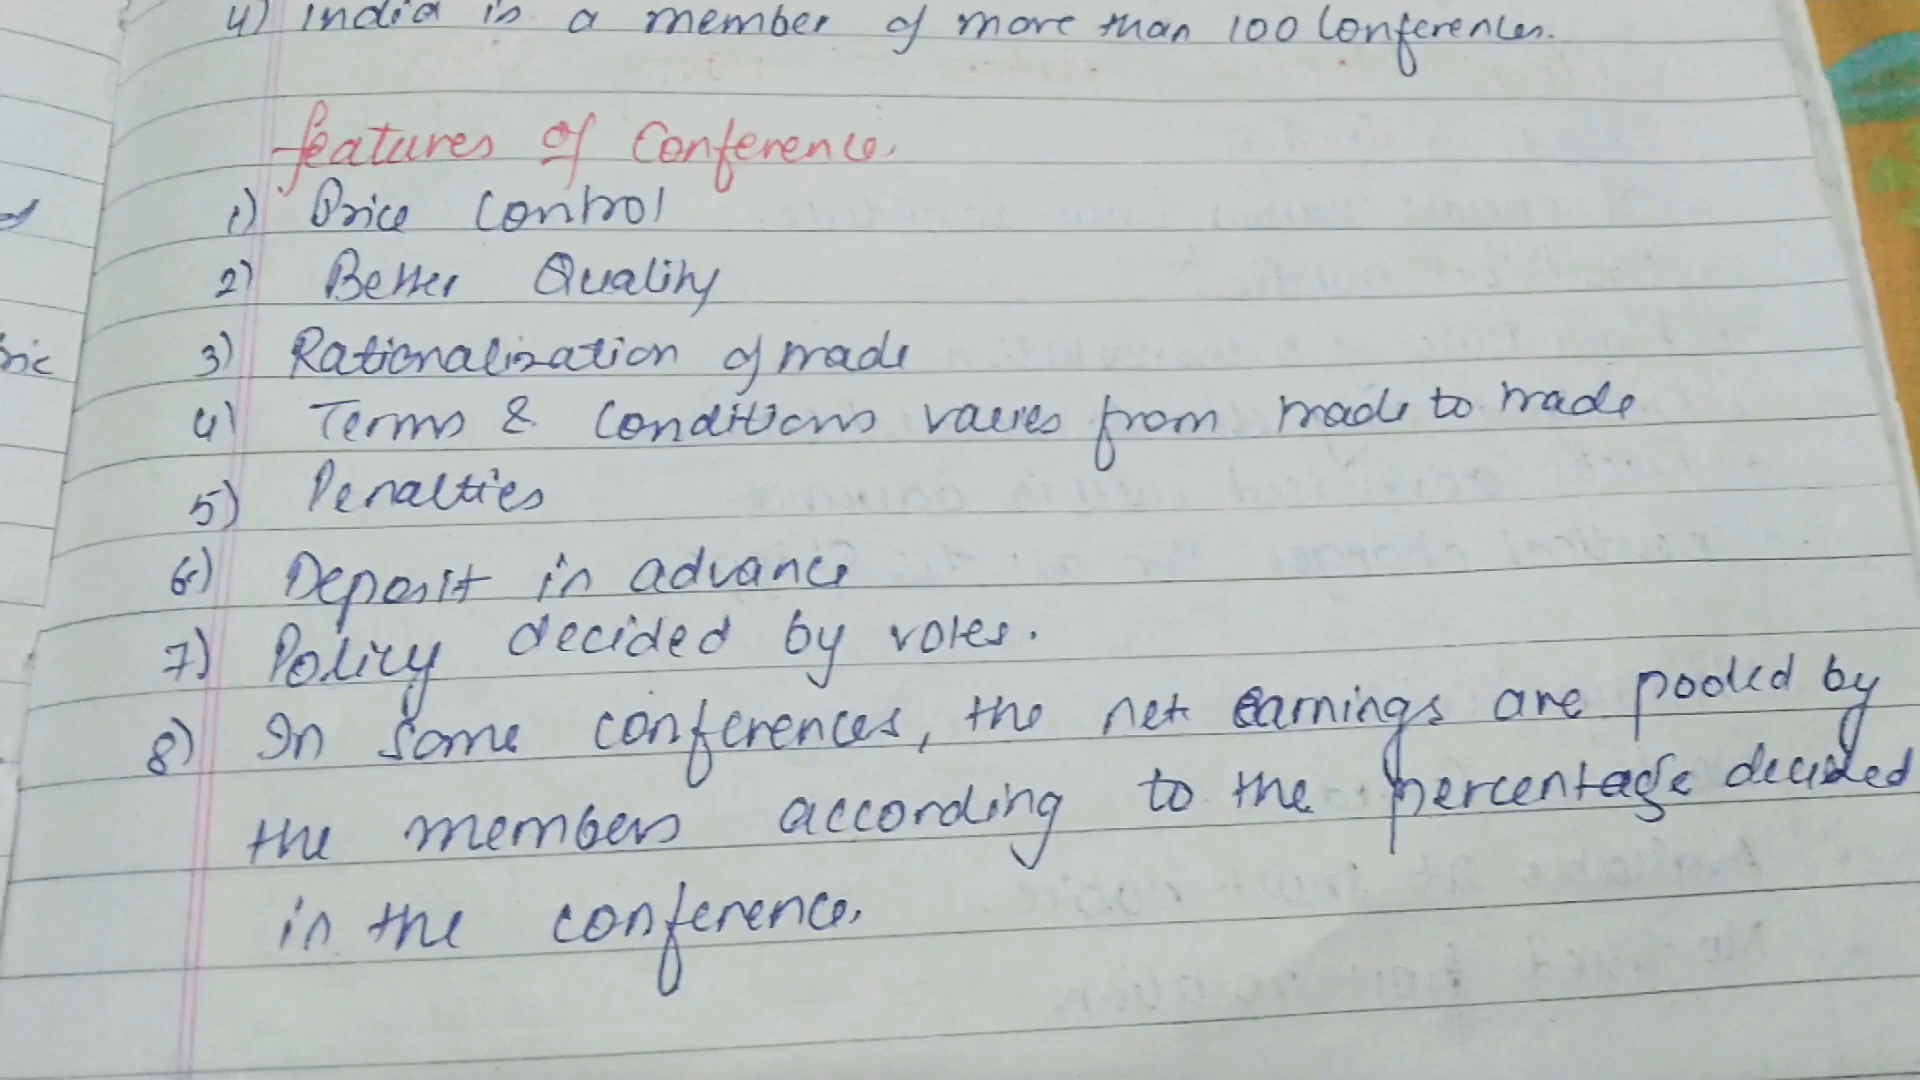 4) India is a member of more than 100 Conferences.
features of Conference.
1) Price Control
2) Better Quality
3) Rationalization of trade
4) Terms & Conditions varies from trade to trade
5) Penalties
6) Deposit in advance
7) Policy decided by votes.
8) In some conferences, the net earnings are pooled by
the members according to the percentage decided
in the conference.